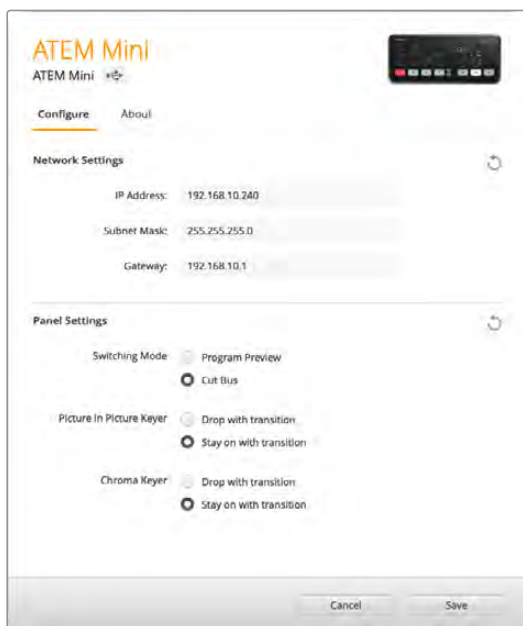 ATEM Mini
ATEM Mini
Configure About
Network Settings
IP Address: 192.168.10.240
Subnet Mask: 255.255.255.0
Gateway: 192.168.10.1
Panel Settings
Switching Mode Program Preview
Cut Bus
Picture In Picture Keyer Drop with transition
Stay on with transition
Chroma Keyer Drop with transition
Stay on with transition
Cancel Save